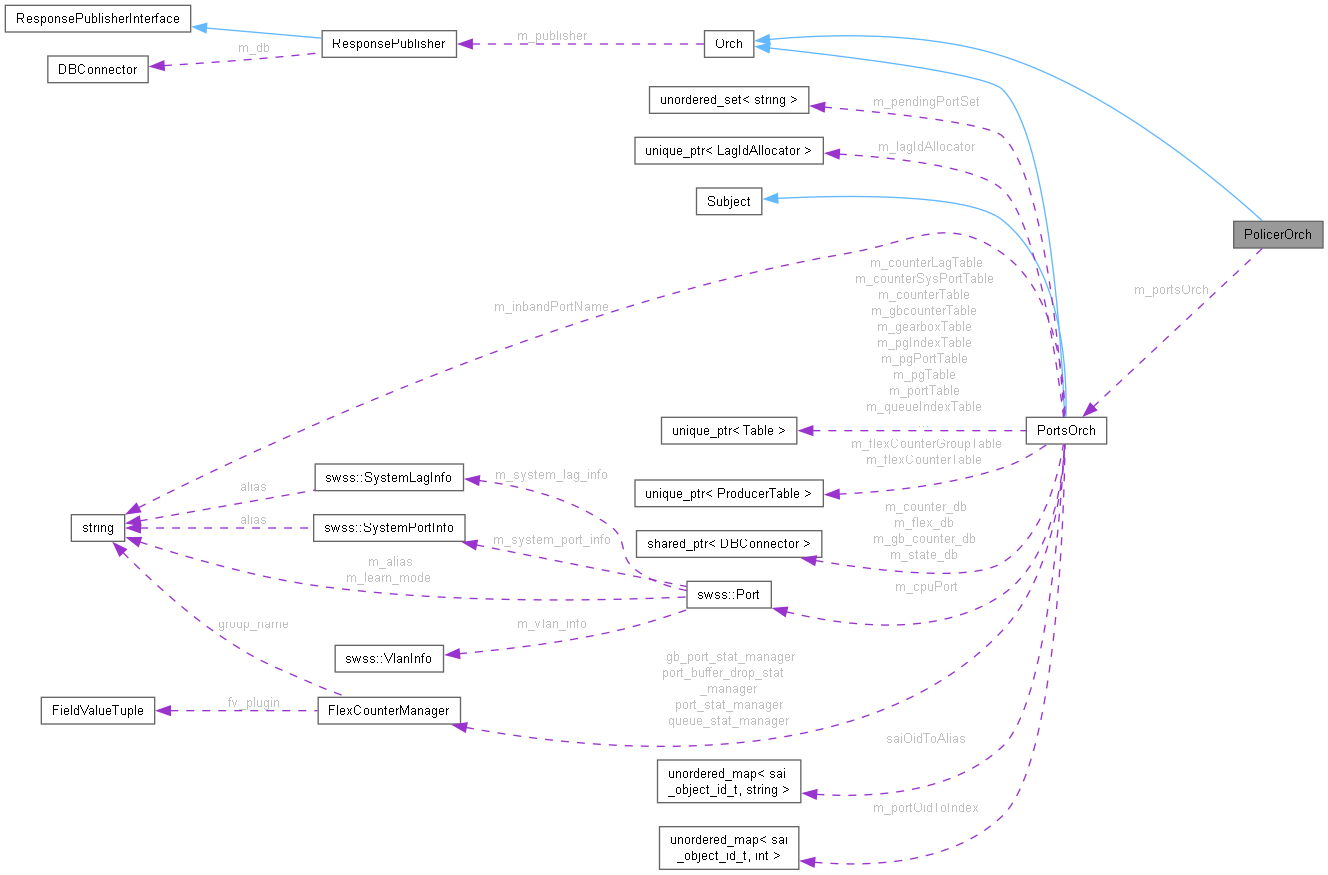 ResponsePublisherInterface
ResponsePublisher
m_publisher
Orch
m_db
DBConnector
unordered_set< string >
m_pendingPortSet
unique_ptr< LagIdAllocator >
m_lagIdAllocator
Subject
PolicerOrch
m_portsOrch
m_inbandPortName
m_counterLagTable
m_counterSysPortTable
m_counterTable
m_gbcounterTable
m_gearboxTable
m_pgIndexTable
m_pgPortTable
m_pgTable
m_portTable
m_queueIndexTable
...
unique_ptr< Table >
PortsOrch
m_flexCounterGroupTable
m_flexCounterTable
unique_ptr< ProducerTable >
swss::SystemLagInfo
m_system_lag_info
alias
string
alias
swss::SystemPortInfo
m_system_port_info
m_counter_db
m_flex_db
m_gb_counter_db
m_state_db
shared_ptr< DBConnector >
m_alias
m_learn_mode
swss::Port
m_cpuPort
group_name
m_vlan_info
swss::VlanInfo
gb_port_stat_manager
port_buffer_drop_stat
_manager
port_stat_manager
queue_stat_manager
FieldValueTuple
fv_plugin
FlexCounterManager
saiOidToAlias
unordered_map< sai
_object_id_t, string >
m_portOidToIndex
unordered_map< sai
_object_id_t, int >